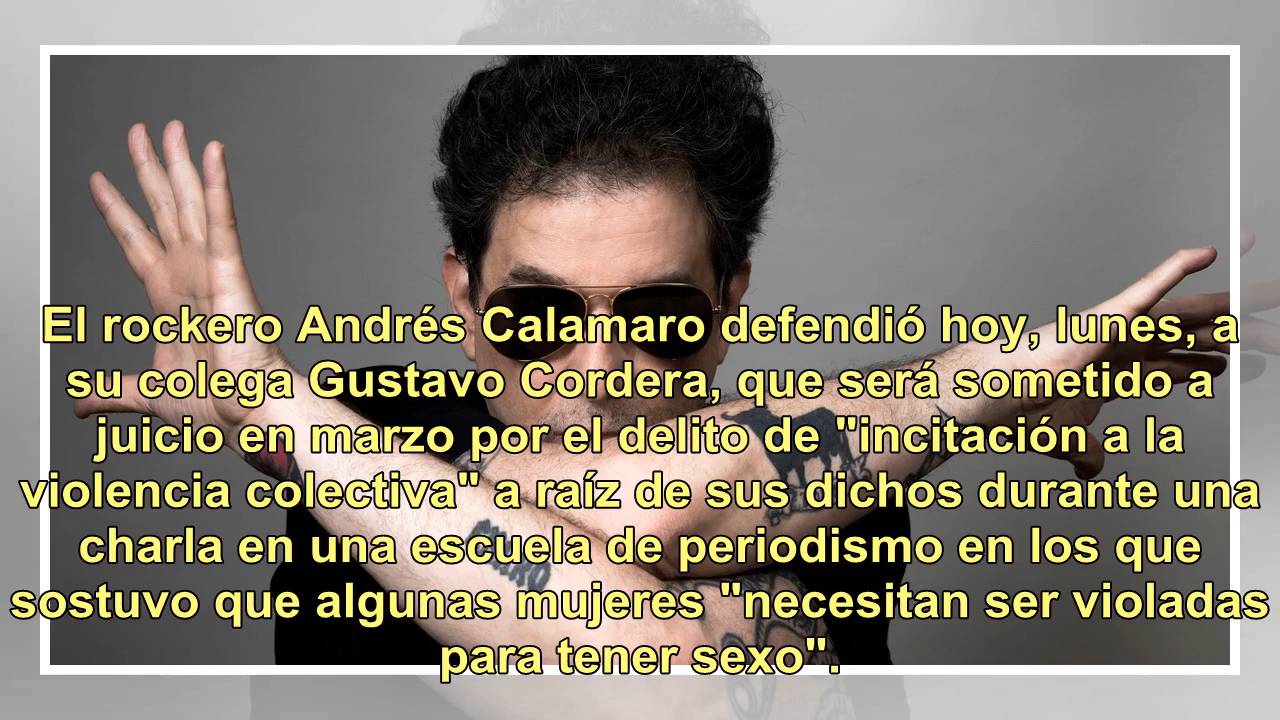 El rockero Andrés Calamaro defendió hoy, lunes, a
su colega Gustavo Cordera, que será sometido a
juicio en marzo por el delito de "incitación a la
violencia colectiva" a raíz de sus dichos durante una
charla en una escuela de periodismo en los que
sostuvo que algunas mujeres "necesitan ser violadas
para tener sexo".